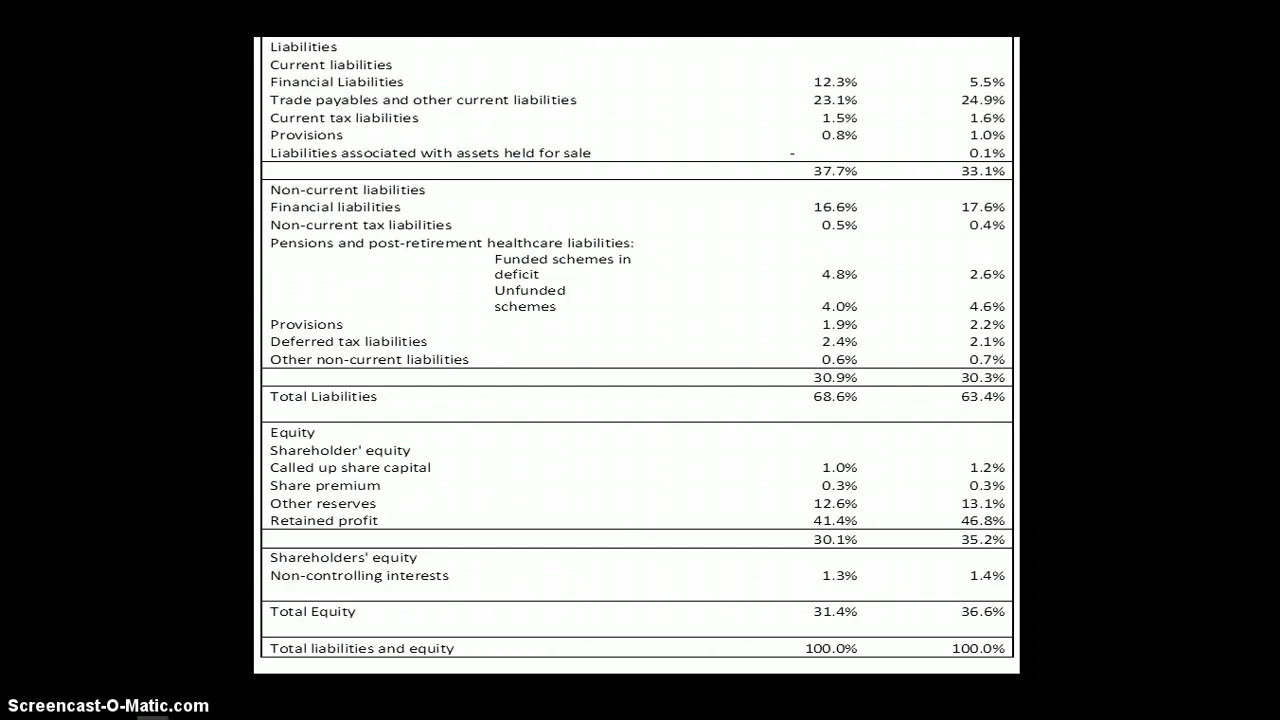 Liabilities
Current liabilities
Financial Liabilities 12.3% 5.5%
Trade payables and other current liabilities 23.1% 24.9%
Current tax liabilities 1.5% 1.6%
Provisions 0.8% 1.0%
Liabilities associated with assets held for sale - 0.1%
37.7% 33.1%
Non-current liabilities
Financial liabilities 16.6% 17.6%
Non-current tax liabilities 0.5% 0.4%
Pensions and post-retirement healthcare liabilities:
Funded schemes in
deficit 4.8% 2.6%
Unfunded
schemes 4.0% 4.6%
Provisions 1.9% 2.2%
Deferred tax liabilities 2.4% 2.1%
Other non-current liabilities 0.6% 0.7%
30.9% 30.3%
Total Liabilities 68.6% 63.4%
Equity
Shareholder' equity
Called up share capital 1.0% 1.2%
Share premium 0.3% 0.3%
Other reserves 12.6% 13.1%
Retained profit 41.4% 46.8%
30.1% 35.2%
Shareholders' equity
Non-controlling interests 1.3% 1.4%
Total Equity 31.4% 36.6%
Total liabilities and equity 100.0% 100.0%
Screencast-O-Matic.com